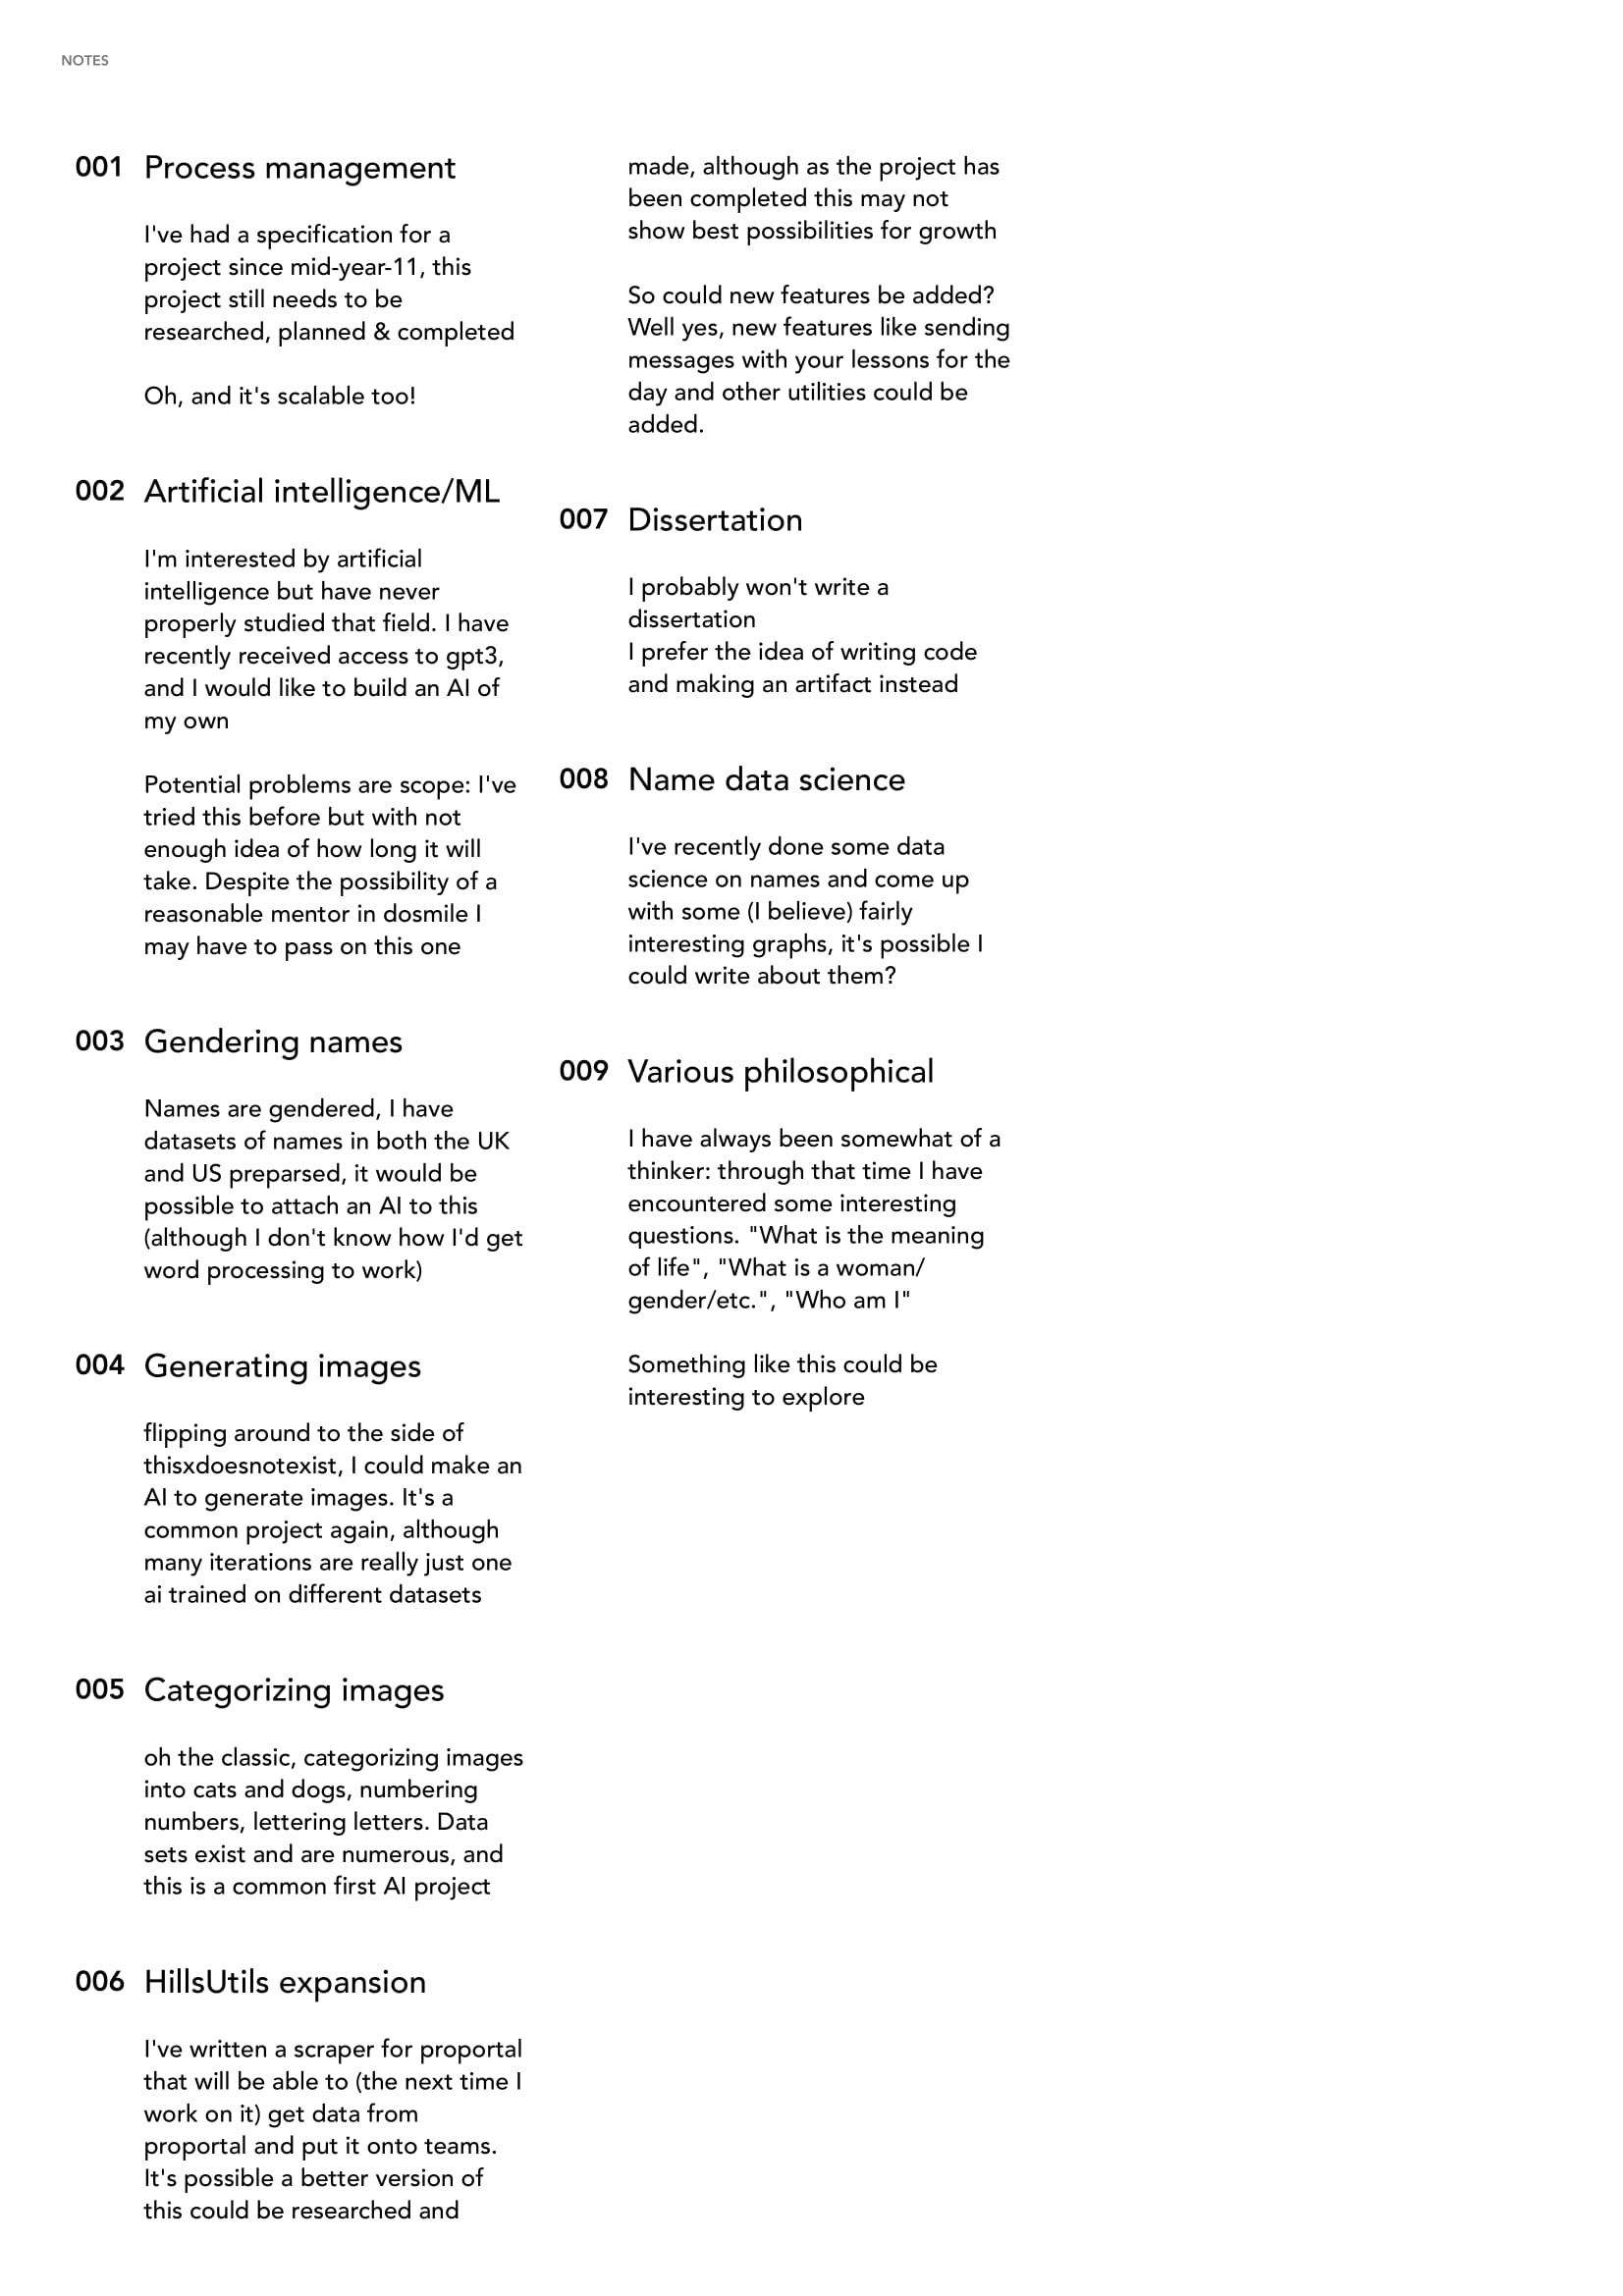 NOTES
001 Process management
I've had a specification for a
project since mid-year-11, this
project still needs to be
researched, planned & completed
Oh, and it's scalable too!
002 Artificial intelligence/ML
I'm interested by artificial
intelligence but have never
properly studied that field. I have
recently received access to gpt3,
and I would like to build an AI of
my own
Potential problems are scope: I've
tried this before but with not
enough idea of how long it will
take. Despite the possibility of a
reasonable mentor in dosmile I
may have to pass on this one
003 Gendering names
Names are gendered, I have
datasets of names in both the UK
and US preparsed, it would be
possible to attach an AI to this
(although I don't know how I'd get
word processing to work)
004 Generating images
flipping around to the side of
thisxdoesnotexist, I could make an
AI to generate images. It's a
common project again, although
many iterations are really just one
ai trained on different datasets
005 Categorizing images
oh the classic, categorizing images
into cats and dogs, numbering
numbers, lettering letters. Data
sets exist and are numerous, and
this is a common first AI project
006 HillsUtils expansion
I've written a scraper for proportal
that will be able to (the next time I
work on it) get data from
proportal and put it onto teams.
It's possible a better version of
this could be researched and
made, although as the project has
been completed this may not
show best possibilities for growth
So could new features be added?
Well yes, new features like sending
messages with your lessons for the
day and other utilities could be
added.
007 Dissertation
I probably won't write a
dissertation
I prefer the idea of writing code
and making an artifact instead
008 Name data science
I've recently done some data
science on names and come up
with some (I believe) fairly
interesting graphs, it's possible I
could write about them?
009 Various philosophical
I have always been somewhat of a
thinker: through that time I have
encountered some interesting
questions. "What is the meaning
of life", "What is a woman/
gender/etc.", "Who am I"
Something like this could be
interesting to explore